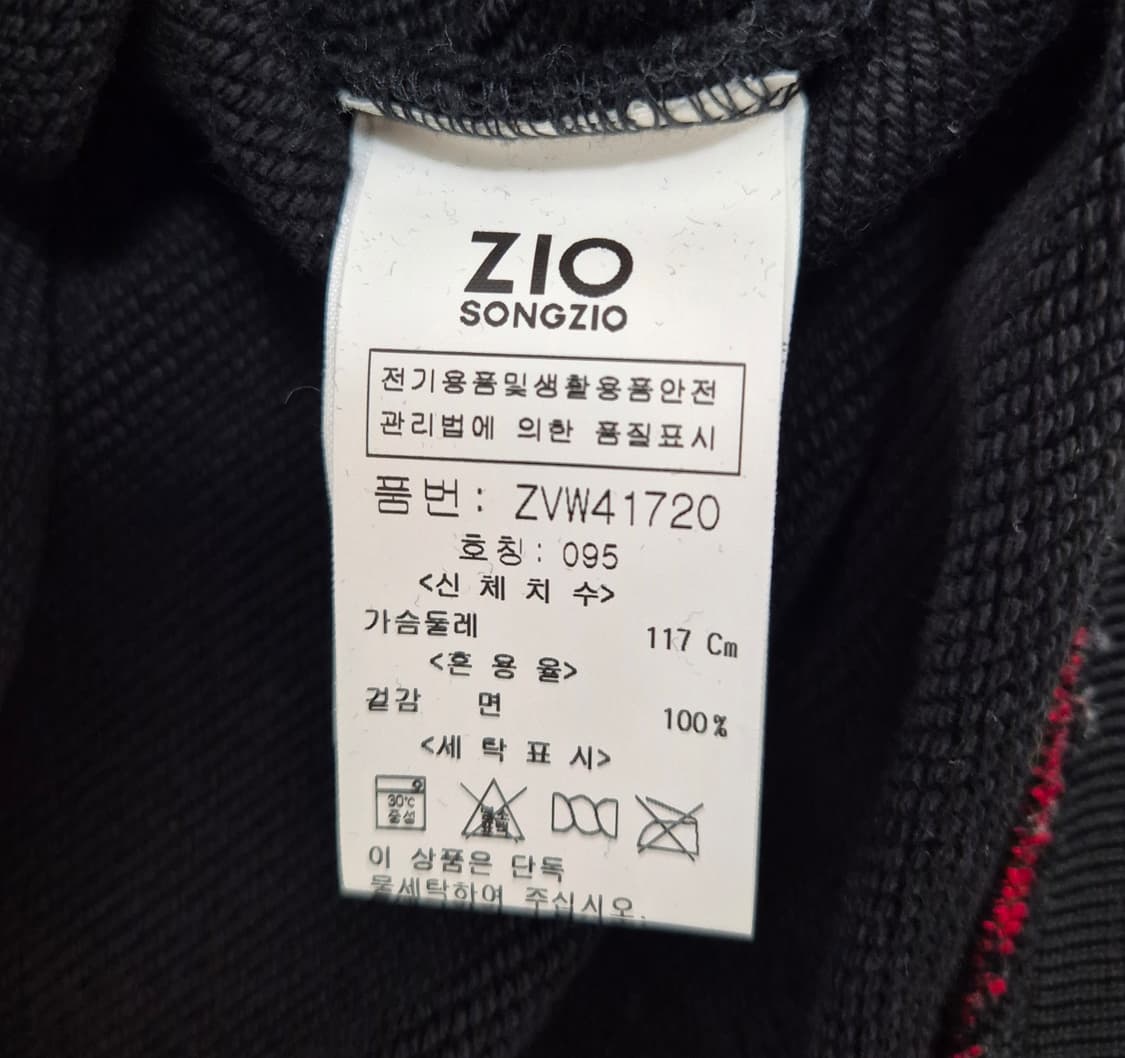 ZIO
SONGZIO
전기용품및생활용품안전
관리법에 의한 품질표시
품번: ZVW41720
호칭: 095
<신 체 치 수>
가슴둘레 117 Cm
<혼 용 율>
겉감 면 100%
<세 탁 표 시>
30℃
중성
이 상품은 단독
물세탁하여 주십시오.